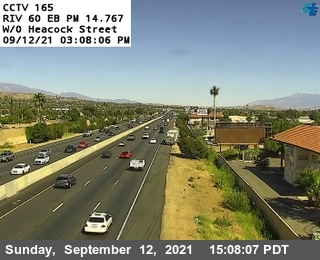 CCTV 165
RIV 60 EB PM 14.767
W/O Heacock Street
09/12/21 03:08:06 PM
Sunday, September 12, 2021 15:08:07 PDT